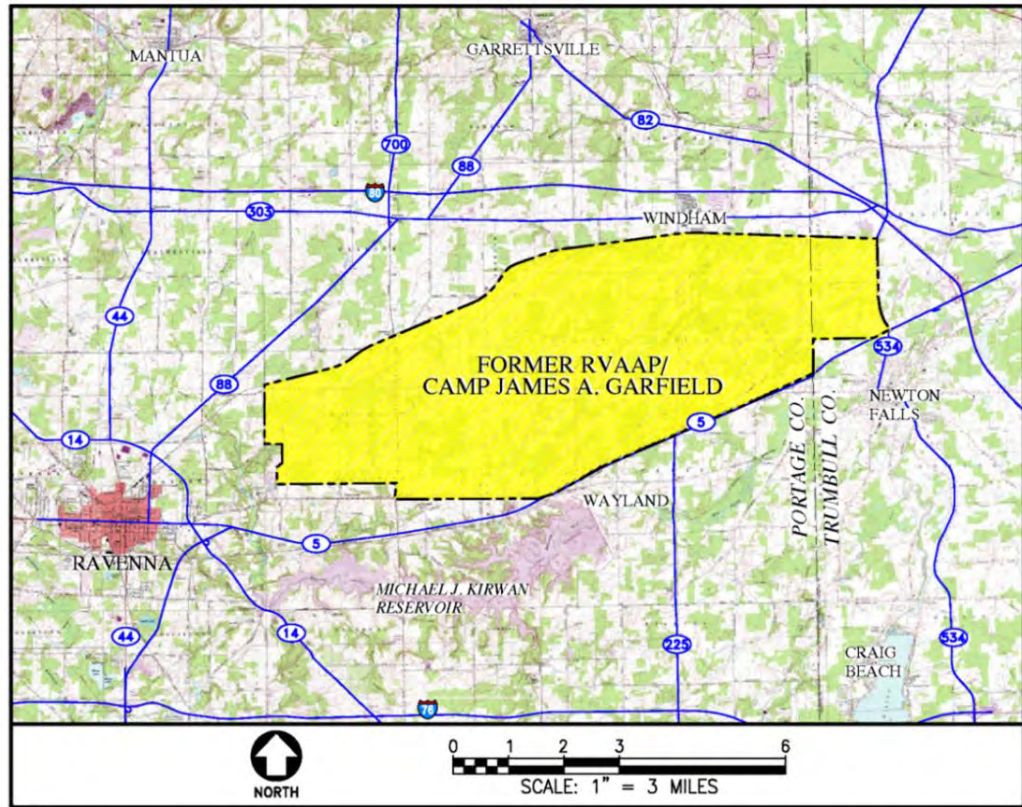 MANTUA
GARRETTSVILLE
82
700
88
80
303
WINDHAM
44
FORMER RVAAP/
CAMP JAMES A. GARFIELD
534
88
NEWTON
FALLS
5
14
PORTAGE CO.
TRUMBULL CO.
WAYLAND
5
RAVENNA
MICHAEL J. KIRWAN
RESERVOIR
44
14
225
534
CRAIG
BEACH
76
0 1 2 3 6
NORTH
SCALE: 1" = 3 MILES